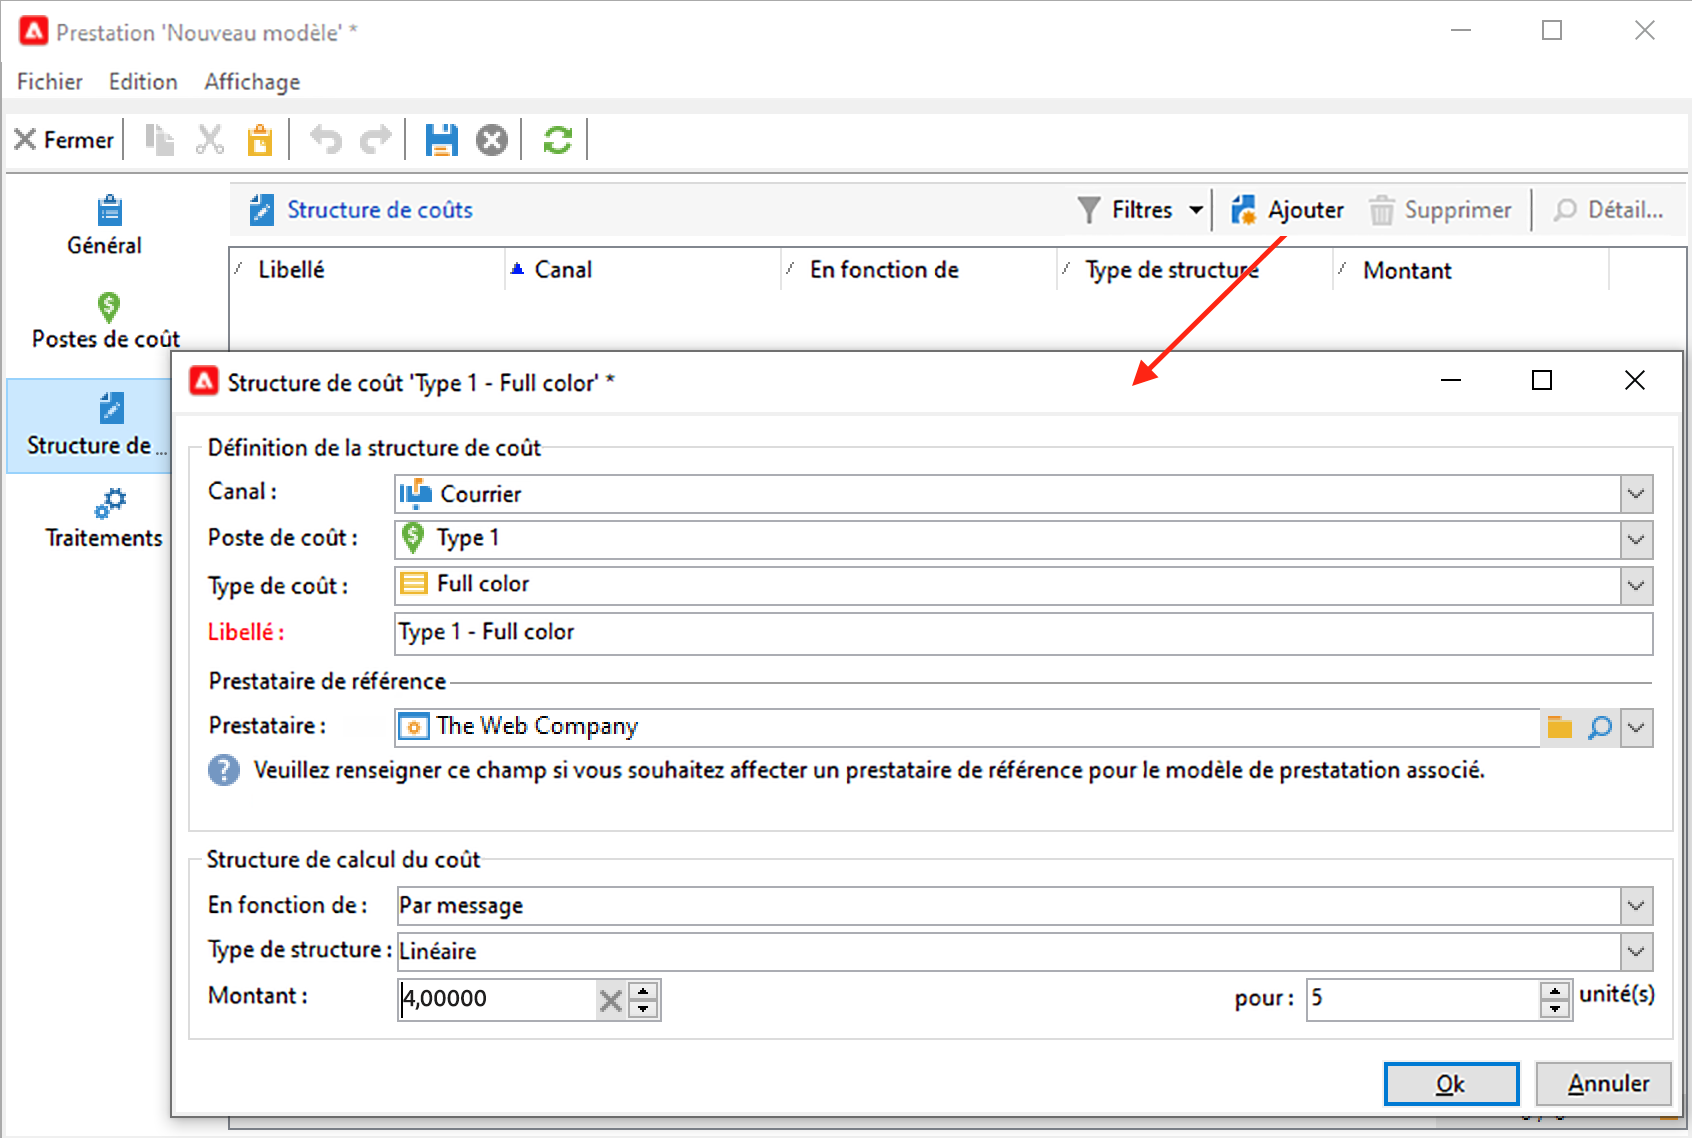 Prestation 'Nouveau modèle' *
Fichier Edition Affichage
Fermer
Général
Postes de coût
Structure de ...
Traitements
Structure de coûts Filtres Ajouter Supprimer Détail...
Libellé Canal En fonction de Type de structure Montant
Structure de coût 'Type 1 - Full color' *
Définition de la structure de coût
Canal : Courrier
Poste de coût : Type 1
Type de coût : Full color
Libellé : Type 1 - Full color
Prestataire de référence
Prestataire : The Web Company
? Veuillez renseigner ce champ si vous souhaitez affecter un prestataire de référence pour le modèle de prestatation associé.
Structure de calcul du coût
En fonction de : Par message
Type de structure : Linéaire
Montant : 4,00000 pour : 5 unité(s)
Ok Annuler